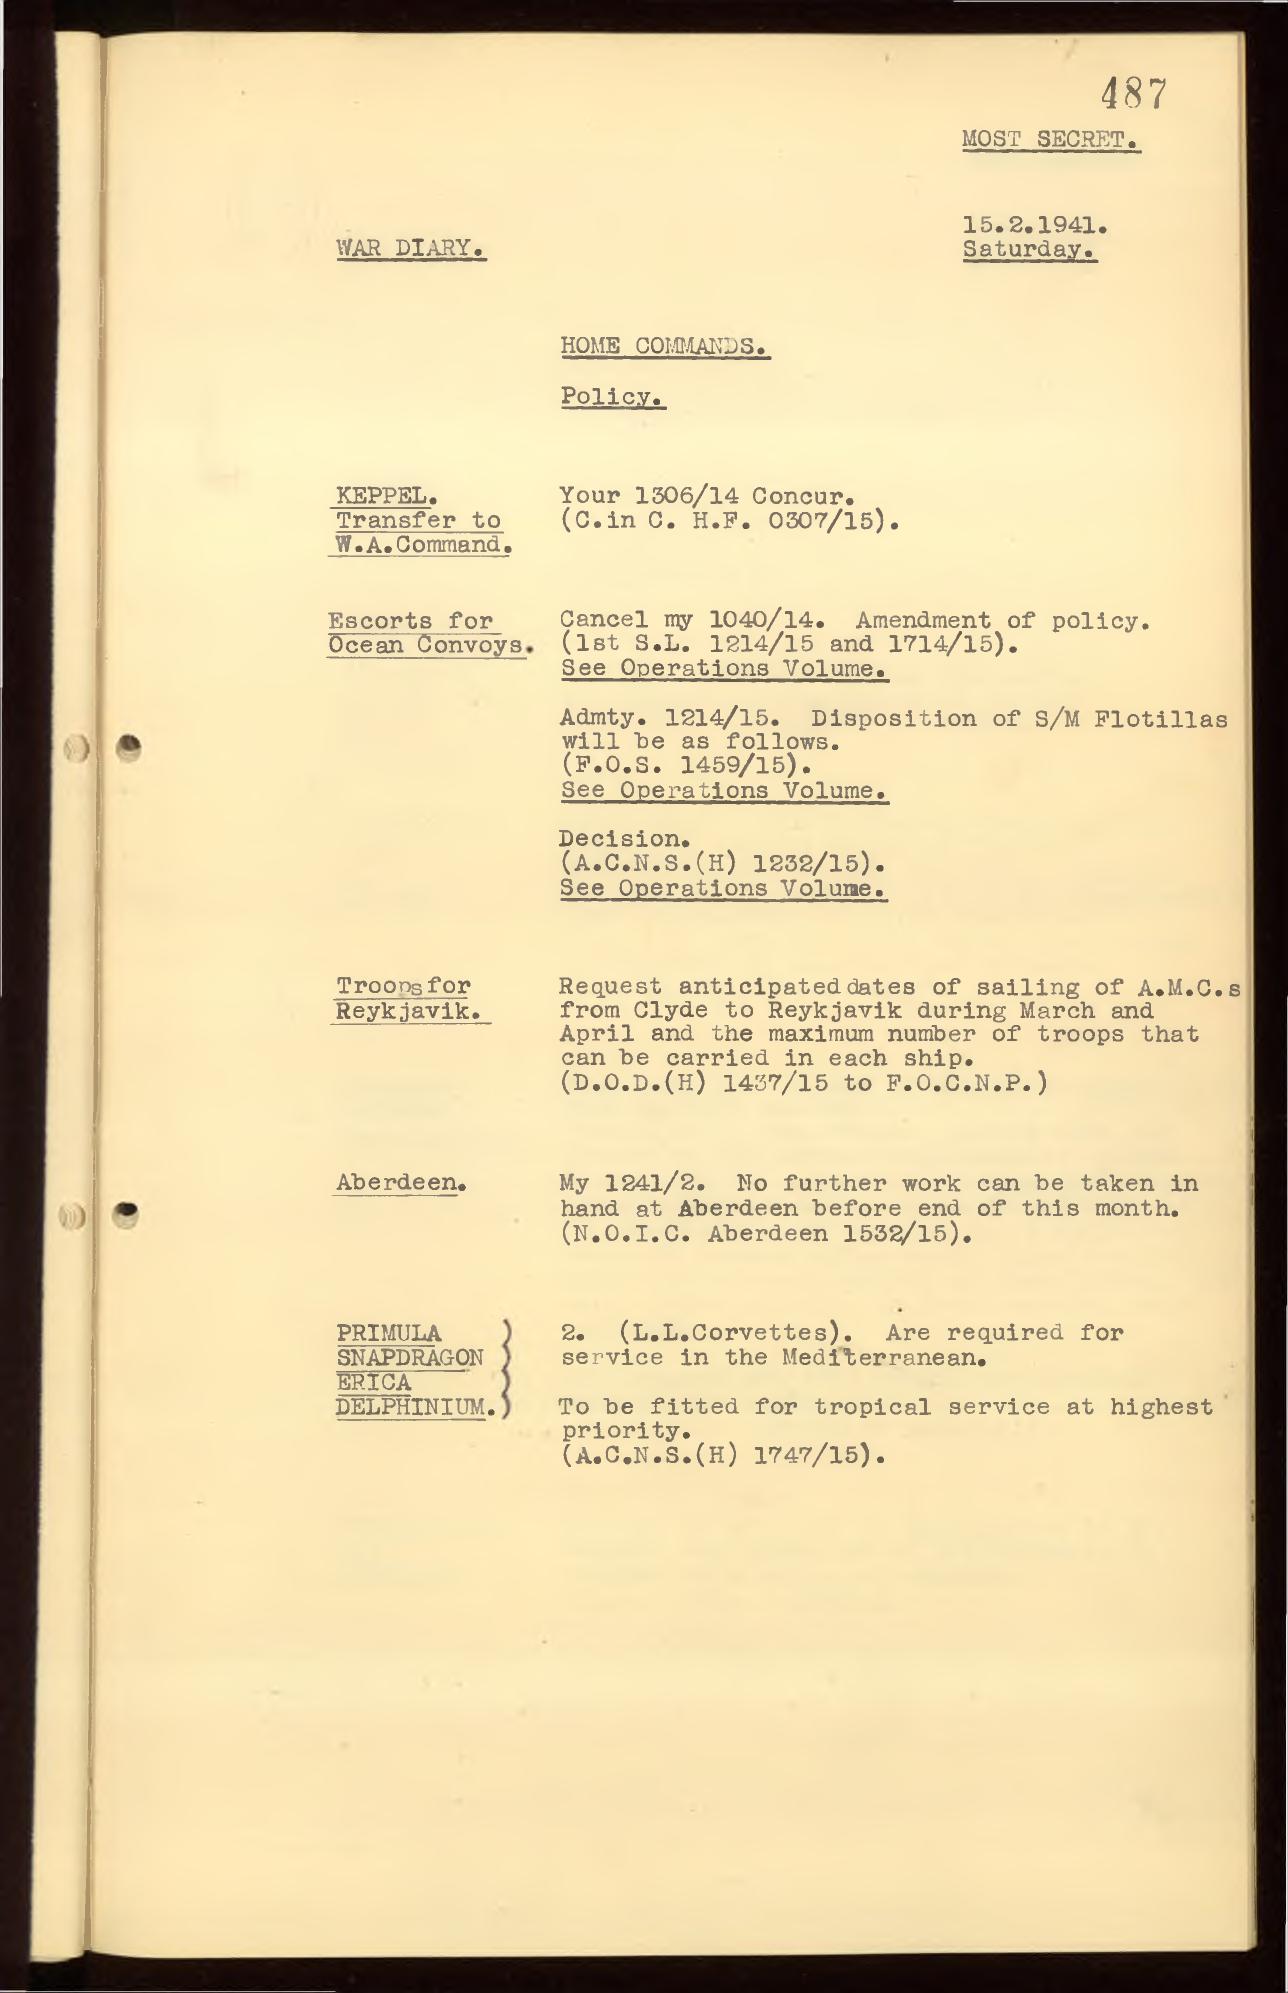 487
MOST SECRET.
15.2.1941.
WAR DIARY. Saturday.
HOME COMMANDS.
Policy.
KEPPEL. Your 1306/14 Concur.
Transfer to (C.in C. H.F. 0307/15).
W.A.Command.
Escorts for Cancel my 1040/14. Amendment of policy.
Ocean Convoys. (1st S.L. 1214/15 and 1714/15).
See Operations Volume.
Admty. 1214/15. Disposition of S/M Flotillas
will be as follows.
(F.O.S. 1459/15).
See Operations Volume.
Decision.
(A.C.N.S.(H) 1232/15).
See Operations Volume.
Troops for Request anticipated dates of sailing of A.M.C.s
Reykjavik. from Clyde to Reykjavik during March and
April and the maximum number of troops that
can be carried in each ship.
(D.O.D.(H) 1437/15 to F.O.C.N.P.)
Aberdeen. My 1241/2. No further work can be taken in
hand at Aberdeen before end of this month.
(N.O.I.C. Aberdeen 1532/15).
PRIMULA ) 2. (L.L.Corvettes). Are required for
SNAPDRAGON ) service in the Mediterranean.
ERICA )
DELPHINIUM.) To be fitted for tropical service at highest
priority.
(A.C.N.S.(H) 1747/15).